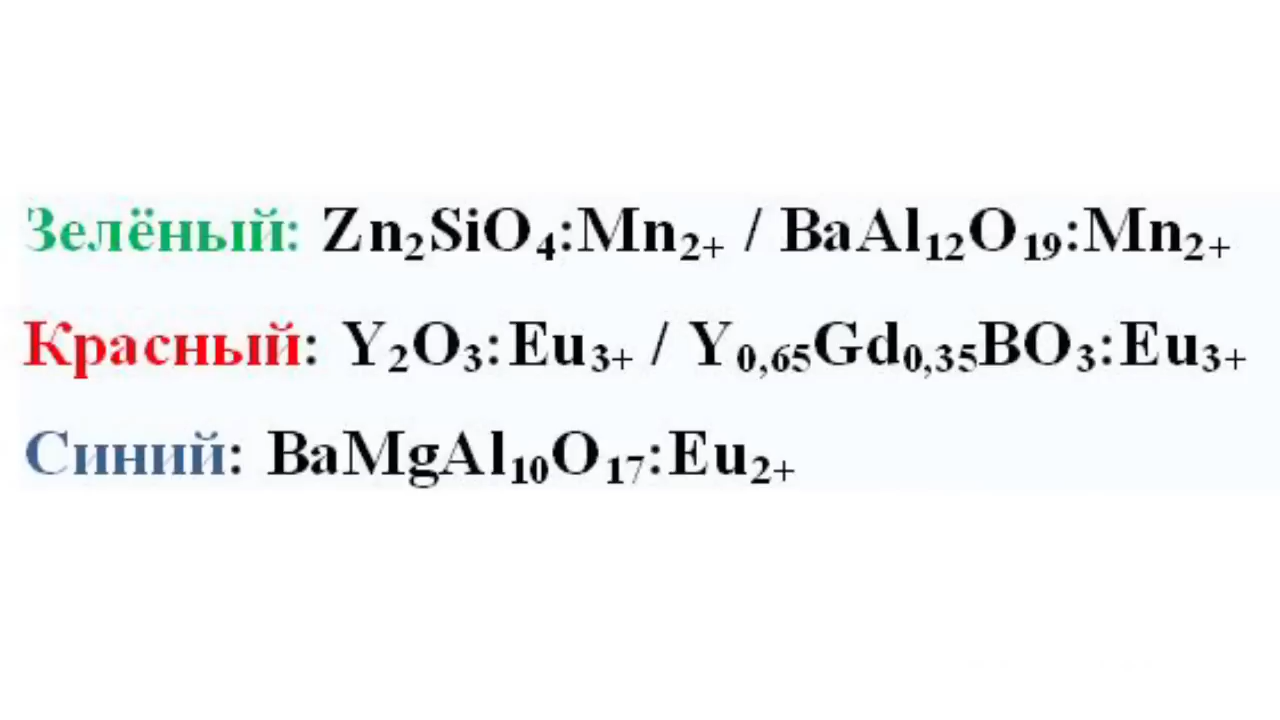 Зелёный: Zn₂SiO₄:Mn₂₊ / BaAl₁₂O₁₉:Mn₂₊
Красный: Y₂O₃:Eu₃₊ / Y₀,₆₅Gd₀,₃₅BO₃:Eu₃₊
Синий: BaMgAl₁₀O₁₇:Eu₂₊